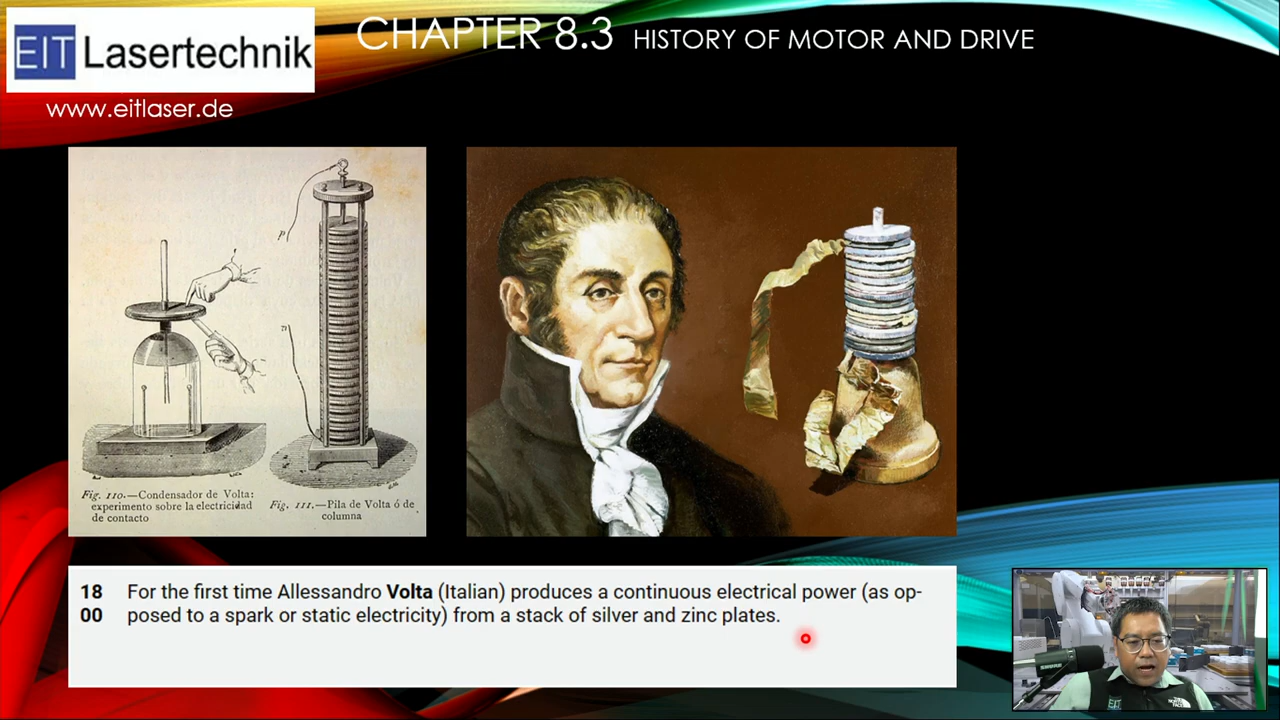 EIT Lasertechnik
CHAPTER 8.3 HISTORY OF MOTOR AND DRIVE
www.eitlaser.de
p
n
Fig. 110.—Condensador de Volta:
experimento sobre la electricidad
de contacto
Fig. 111.—Pila de Volta ó de
columna
18 For the first time Allessandro Volta (Italian) produces a continuous electrical power (as op-
00 posed to a spark or static electricity) from a stack of silver and zinc plates.
SHURE
EIT